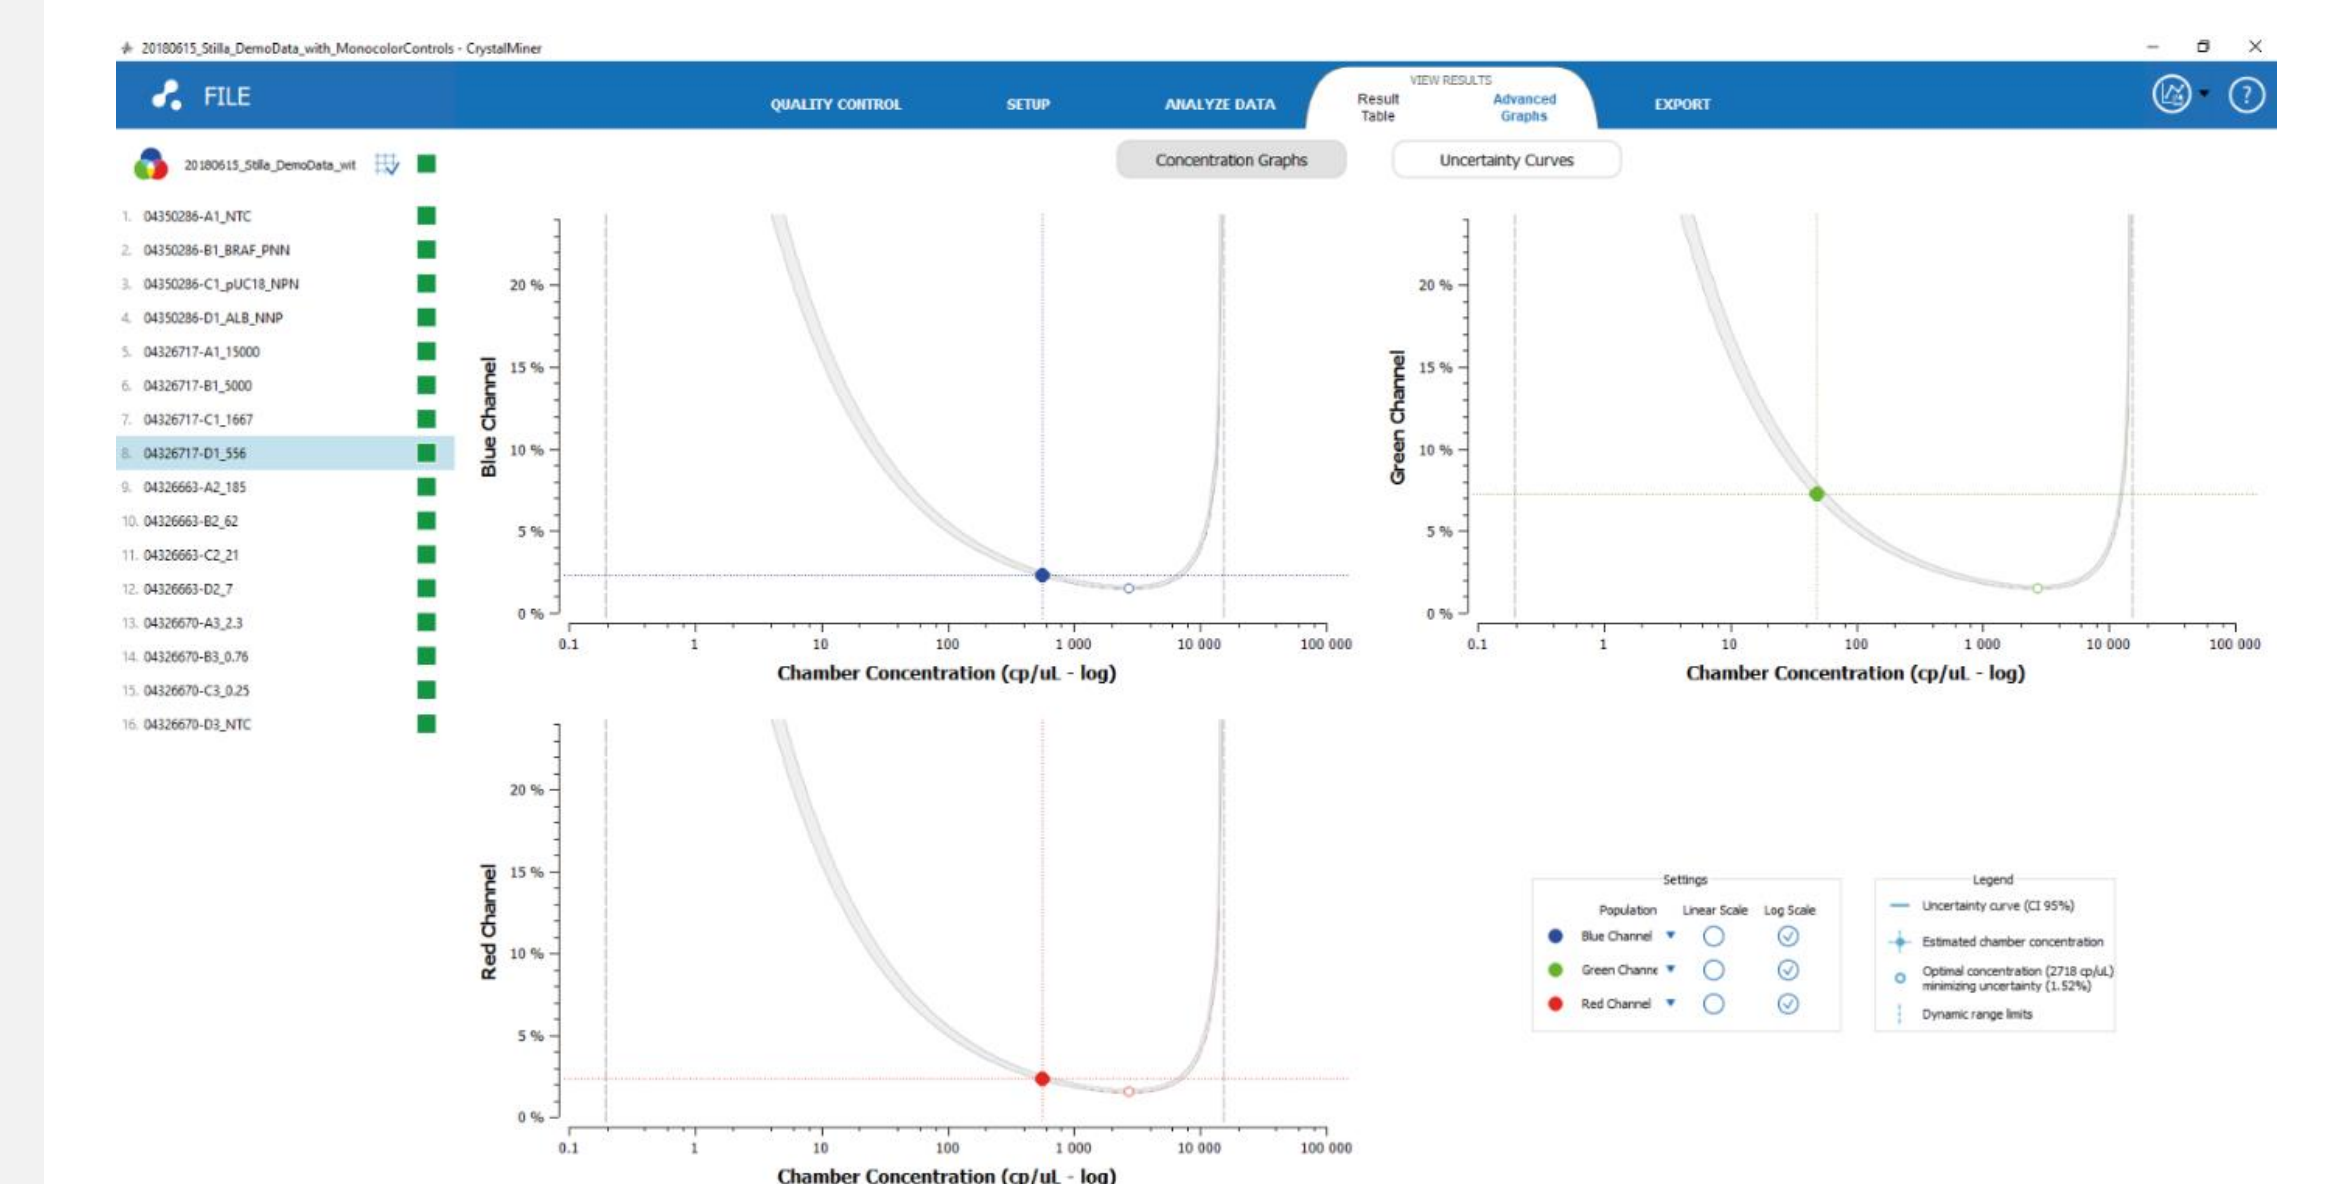 20180615_Stilla_DemoData_with_MonocolorControls - CrystalMiner
FILE
QUALITY CONTROL
SETUP
ANALYZE DATA
VIEW RESULTS
Result
Table
Advanced
Graphs
EXPORT
?
20180615_Stilla_DemoData_wit
Concentration Graphs
Uncertainty Curves
1. 04350286-A1_NTC
2. 04350286-B1_BRAF_PNN
3. 04350286-C1_pUC18_NPN
4. 04350286-D1_ALB_NNP
5. 04326717-A1_15000
6. 04326717-B1_5000
7. 04326717-C1_1667
8. 04326717-D1_556
9. 04326663-A2_185
10. 04326663-B2_62
11. 04326663-C2_21
12. 04326663-D2_7
13. 04326670-A3_2.3
14. 04326670-B3_0.76
15. 04326670-C3_0.25
16. 04326670-D3_NTC
Blue Channel
20 %
15 %
10 %
5 %
0 %
0.1 1 10 100 1 000 10 000 100 000
Chamber Concentration (cp/uL - log)
Green Channel
20 %
15 %
10 %
5 %
0 %
0.1 1 10 100 1 000 10 000 100 000
Chamber Concentration (cp/uL - log)
Red Channel
20 %
15 %
10 %
5 %
0 %
0.1 1 10 100 1 000 10 000 100 000
Chamber Concentration (cp/uL - log)
Settings
Population Linear Scale Log Scale
Blue Channel
Green Channe
Red Channel
Legend
Uncertainty curve (CI 95%)
Estimated chamber concentration
Optimal concentration (2718 cp/uL)
minimizing uncertainty (1.52%)
Dynamic range limits